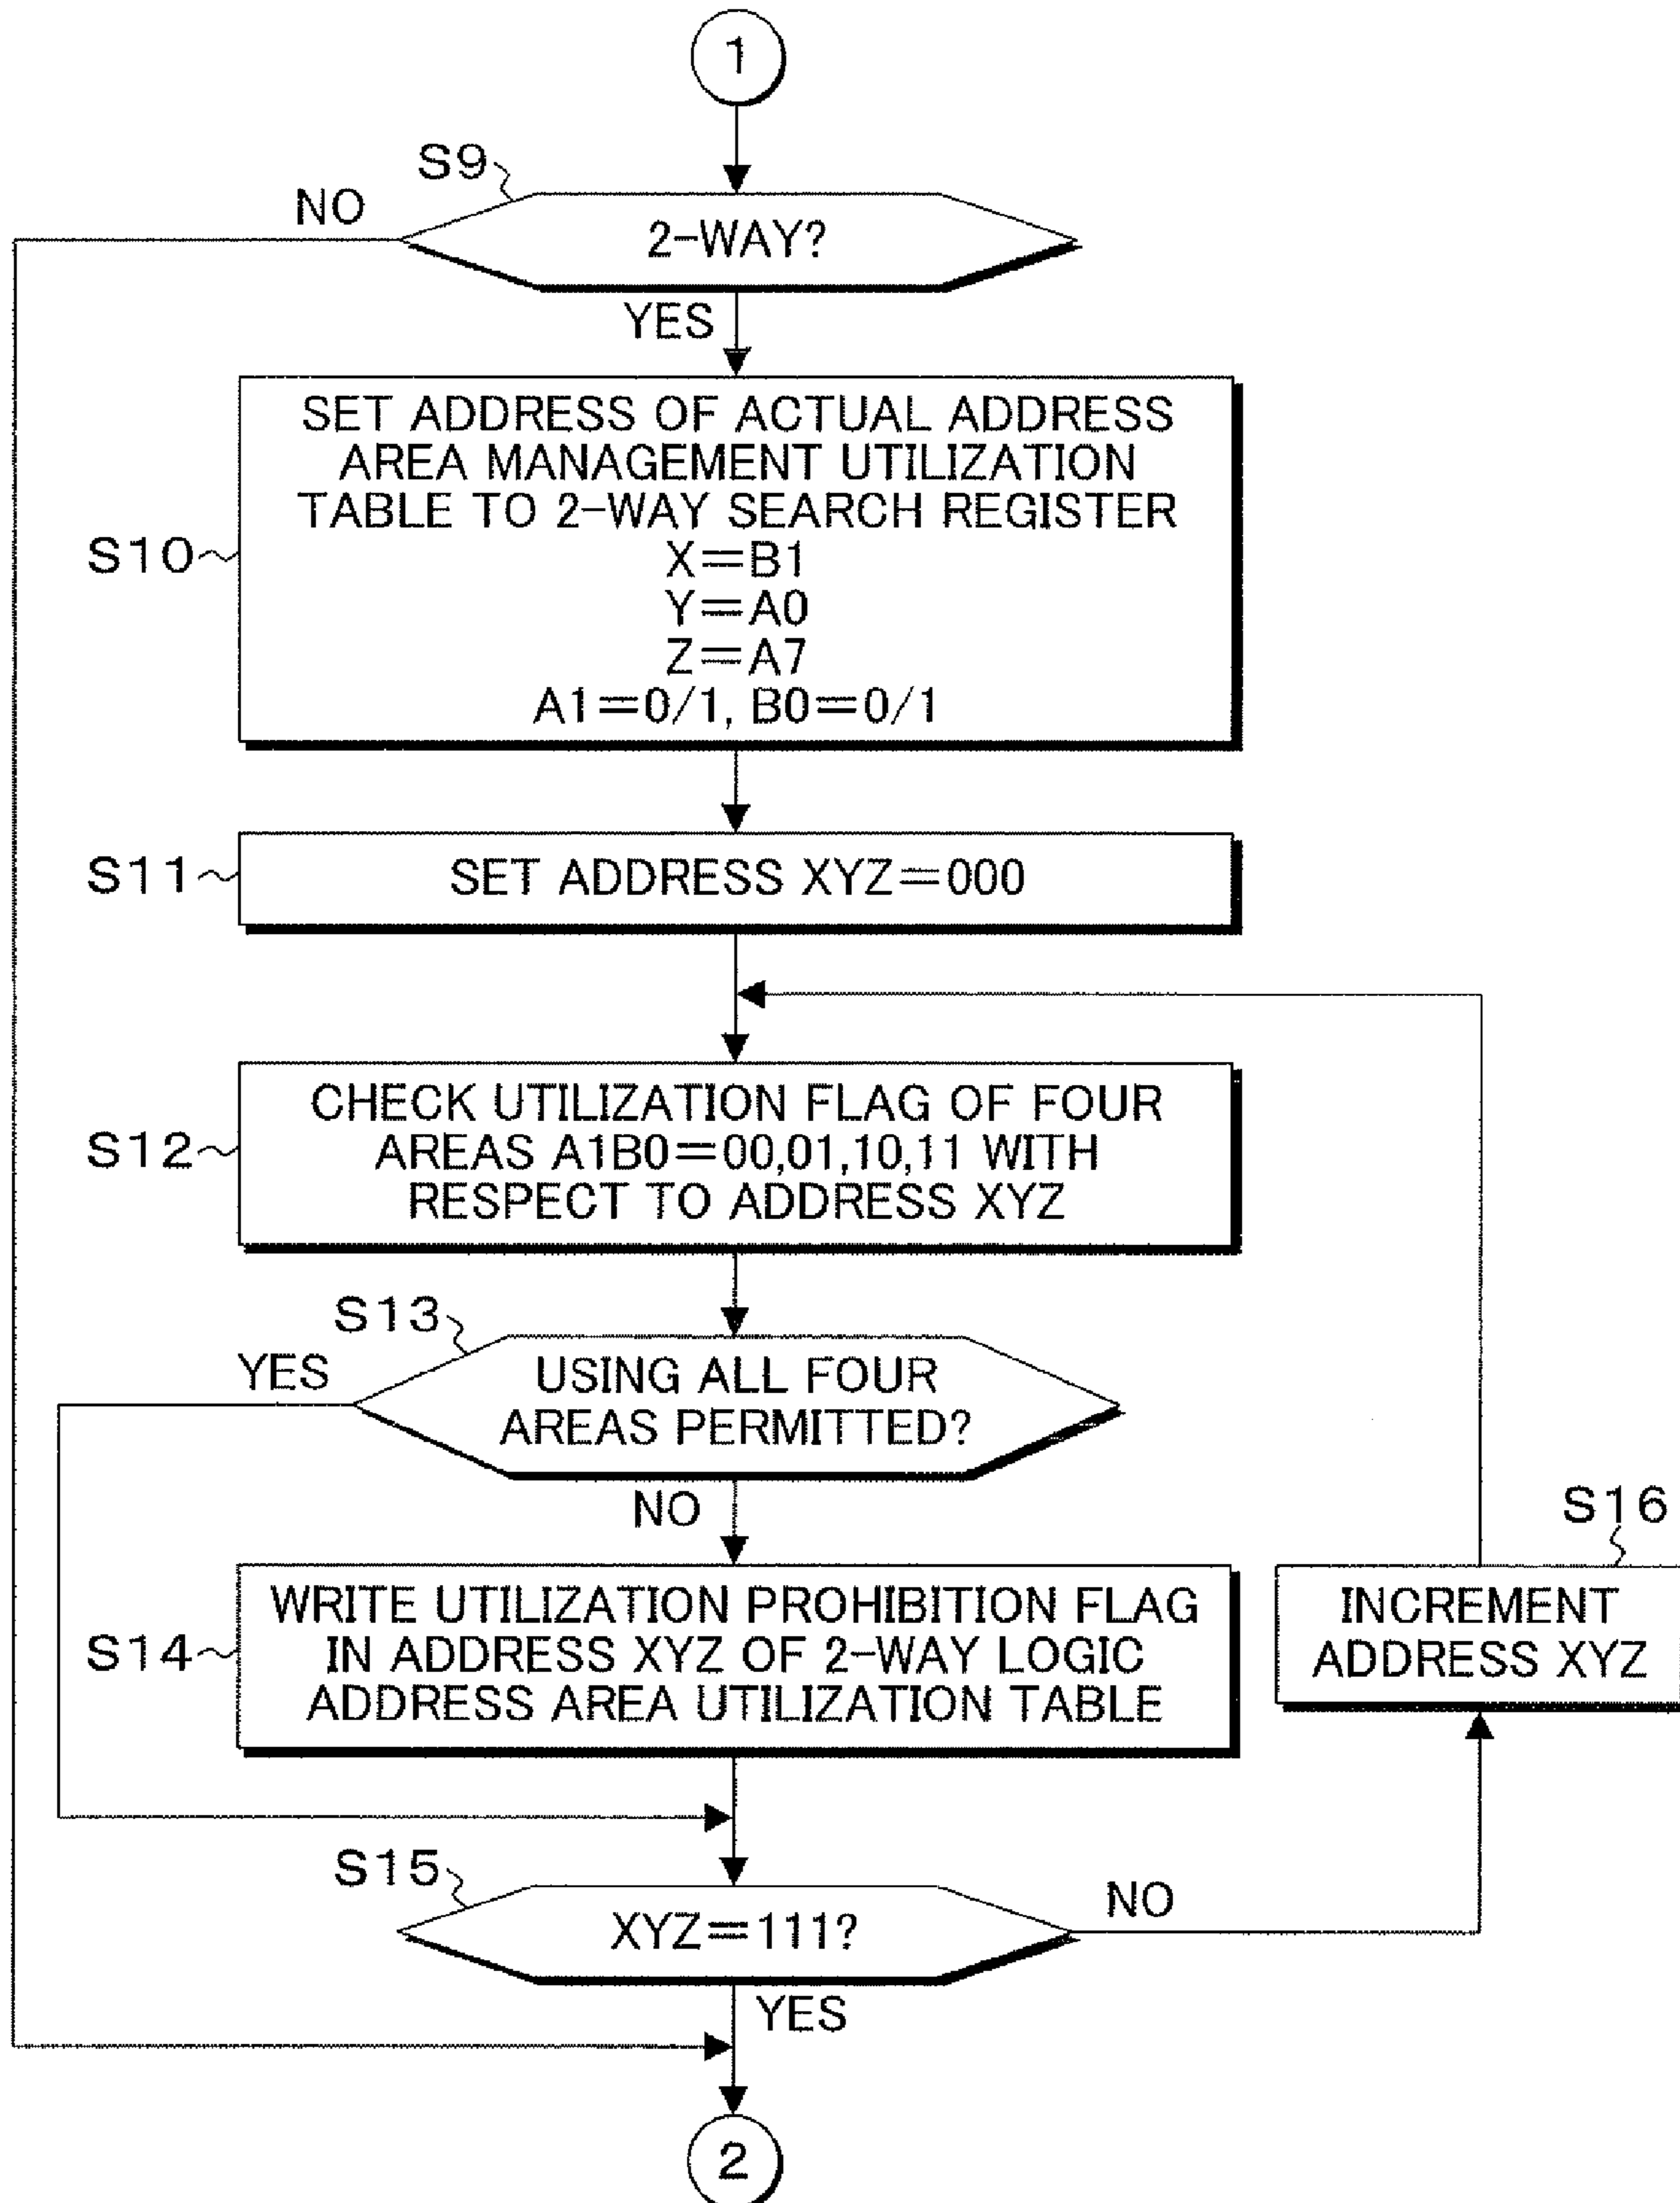 1
S9
NO
2-WAY?
YES
SET ADDRESS OF ACTUAL ADDRESS
AREA MANAGEMENT UTILIZATION
TABLE TO 2-WAY SEARCH REGISTER
S10
X=B1
Y=A0
Z=A7
A1=0/1, B0=0/1
S11
SET ADDRESS XYZ=000
CHECK UTILIZATION FLAG OF FOUR
S12
AREAS A1B0=00,01,10,11 WITH
RESPECT TO ADDRESS XYZ
S13
YES
USING ALL FOUR
AREAS PERMITTED?
NO
S16
WRITE UTILIZATION PROHIBITION FLAG
S14
IN ADDRESS XYZ OF 2-WAY LOGIC
ADDRESS AREA UTILIZATION TABLE
INCREMENT
ADDRESS XYZ
S15
XYZ=111?
NO
YES
2